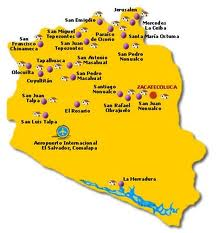 Jerusalen
San Emigdio
Mercedes
La Ceiba
San Miguel
Tepezontes
Paraiso
de Osorio
San
Francisco
Chinameca
San Juan
Tepezontes
Santa María Ostuma
San Pedro
Nonualco
Tapalhuaca
San Antonio
Masahuat
Olocuilta
San Pedro
Masahuat
Cuyultitán
Santiago
Nonualco
ZACATECOLUCA
San Juan
Talpa
San Rafael
Obrajuelo
San Juan
Nonualco
El Rosario
San Luis Talpa
Aeropuerto Internacional
El Salvador, Comalapa
La Herradura